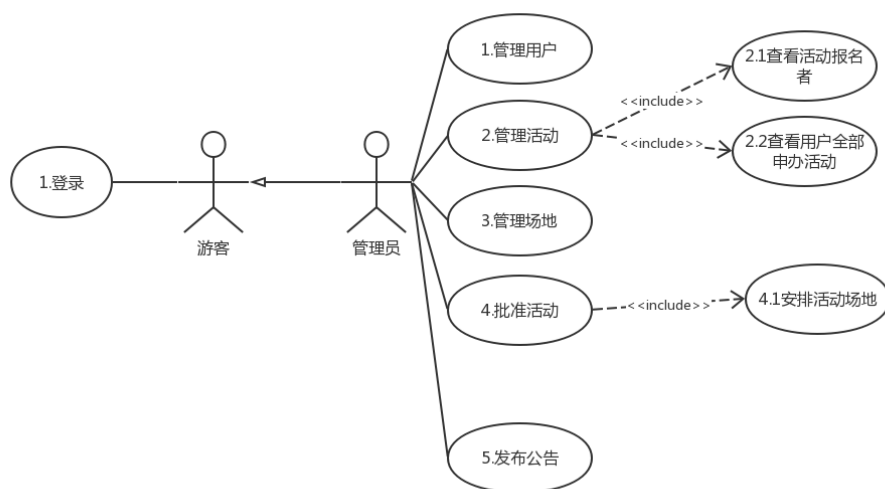 1.登录
游客
管理员
1.管理用户
2.管理活动
3.管理场地
4.批准活动
5.发布公告
<<include>>
<<include>>
<<include>>
2.1查看活动报名
者
2.2查看用户全部
申办活动
4.1安排活动场地